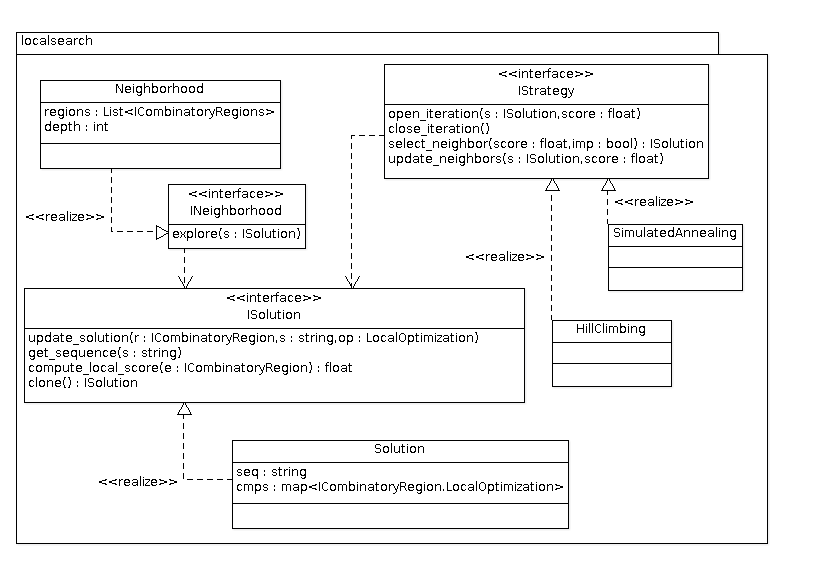 localsearch
Neighborhood
regions : List<ICombinatoryRegions>
depth : int
<<interface>>
IStrategy
open_iteration(s : ISolution,score : float)
close_iteration()
select_neighbor(score : float,imp : bool) : ISolution
update_neighbors(s : ISolution,score : float)
<<interface>>
INeighborhood
explore(s : ISolution)
<<realize>>
<<realize>>
SimulatedAnnealing
<<realize>>
HillClimbing
<<interface>>
ISolution
update_solution(r : ICombinatoryRegion,s : string,op : LocalOptimization)
get_sequence(s : string)
compute_local_score(e : ICombinatoryRegion) : float
clone() : ISolution
<<realize>>
Solution
seq : string
cmps : map<ICombinatoryRegion.LocalOptimization>